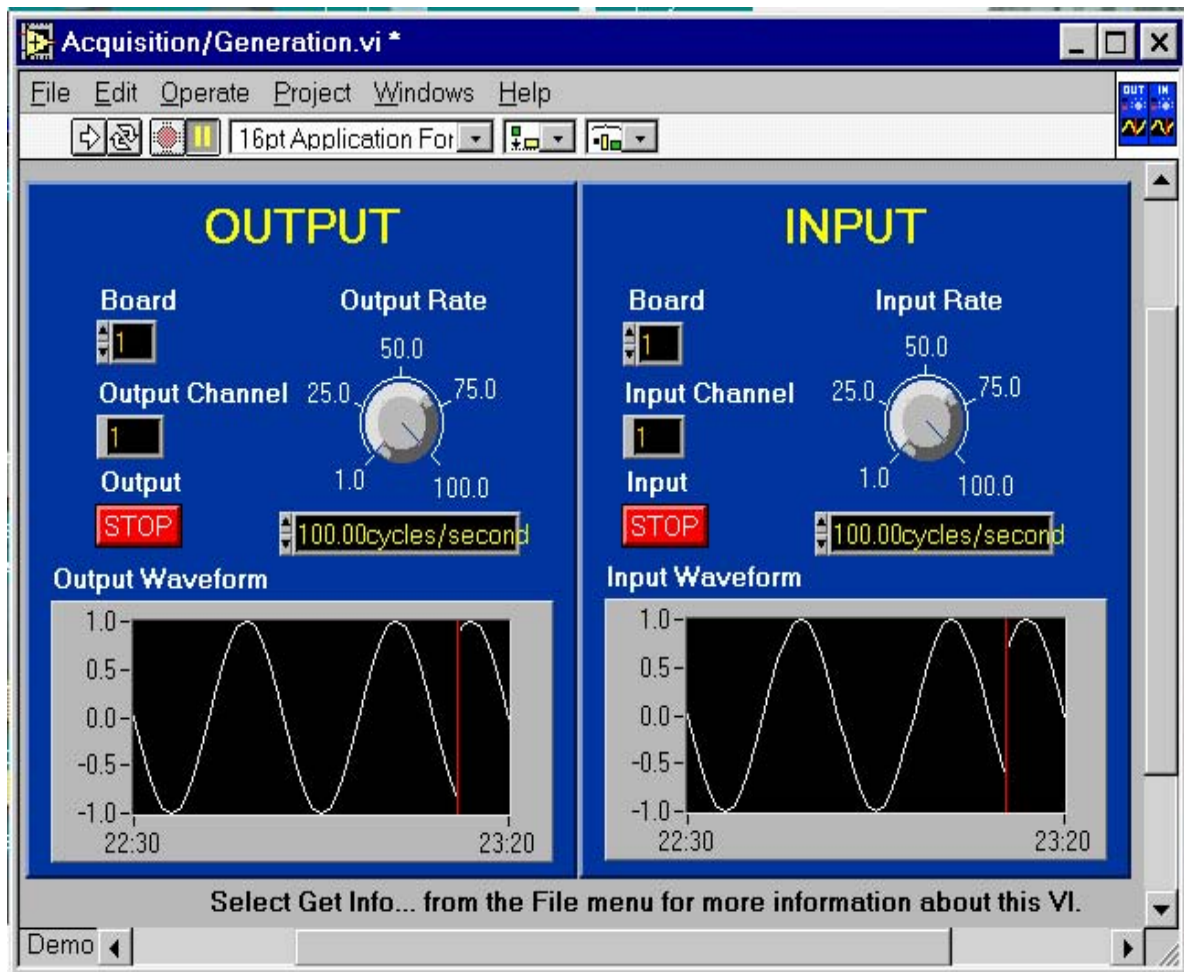 Acquisition/Generation.vi *
File Edit Operate Project Windows Help
OUT IN
16pt Application For
OUTPUT
Board
1
Output Rate
50.0
Output Channel
25.0
75.0
1
Output
1.0
100.0
STOP
100.00cycles/second
Output Waveform
1.0
0.5
0.0
-0.5
-1.0
22:30
23:20
INPUT
Board
1
Input Rate
50.0
Input Channel
25.0
75.0
1
Input
1.0
100.0
STOP
100.00cycles/second
Input Waveform
1.0
0.5
0.0
-0.5
-1.0
22:30
23:20
Select Get Info... from the File menu for more information about this VI.
Demo